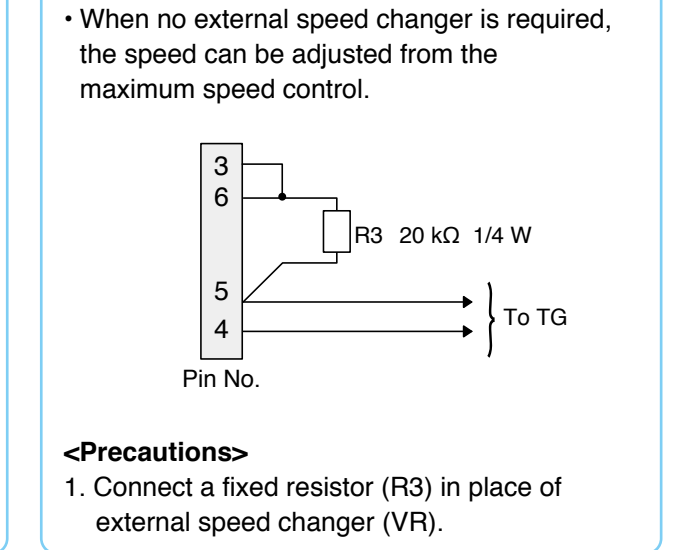 • When no external speed changer is required,
the speed can be adjusted from the
maximum speed control.
3
6
R3 20 kΩ 1/4 W
5
To TG
4
Pin No.
<Precautions>
1. Connect a fixed resistor (R3) in place of
external speed changer (VR).